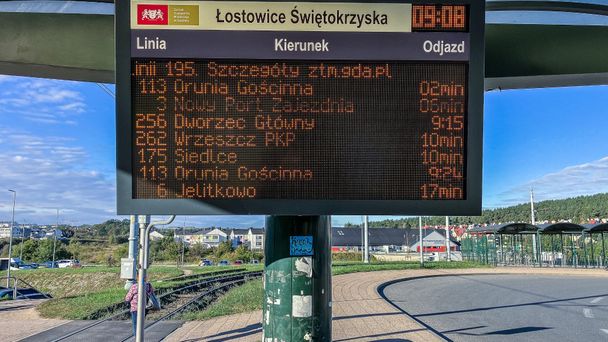 Łostowice Świętokrzyska 09:08
Linia Kierunek Odjazd
linii 195. Szczegóły ztm.gda.pl
113 Orunia Gościnna 02min
3 Nowy Port Zajezdnia 06min
256 Dworzec Główny 9:15
262 Wrzeszcz PKP 10min
175 Siedlce 10min
113 Orunia Gościnna 9:24
6 Jelitkowo 17min